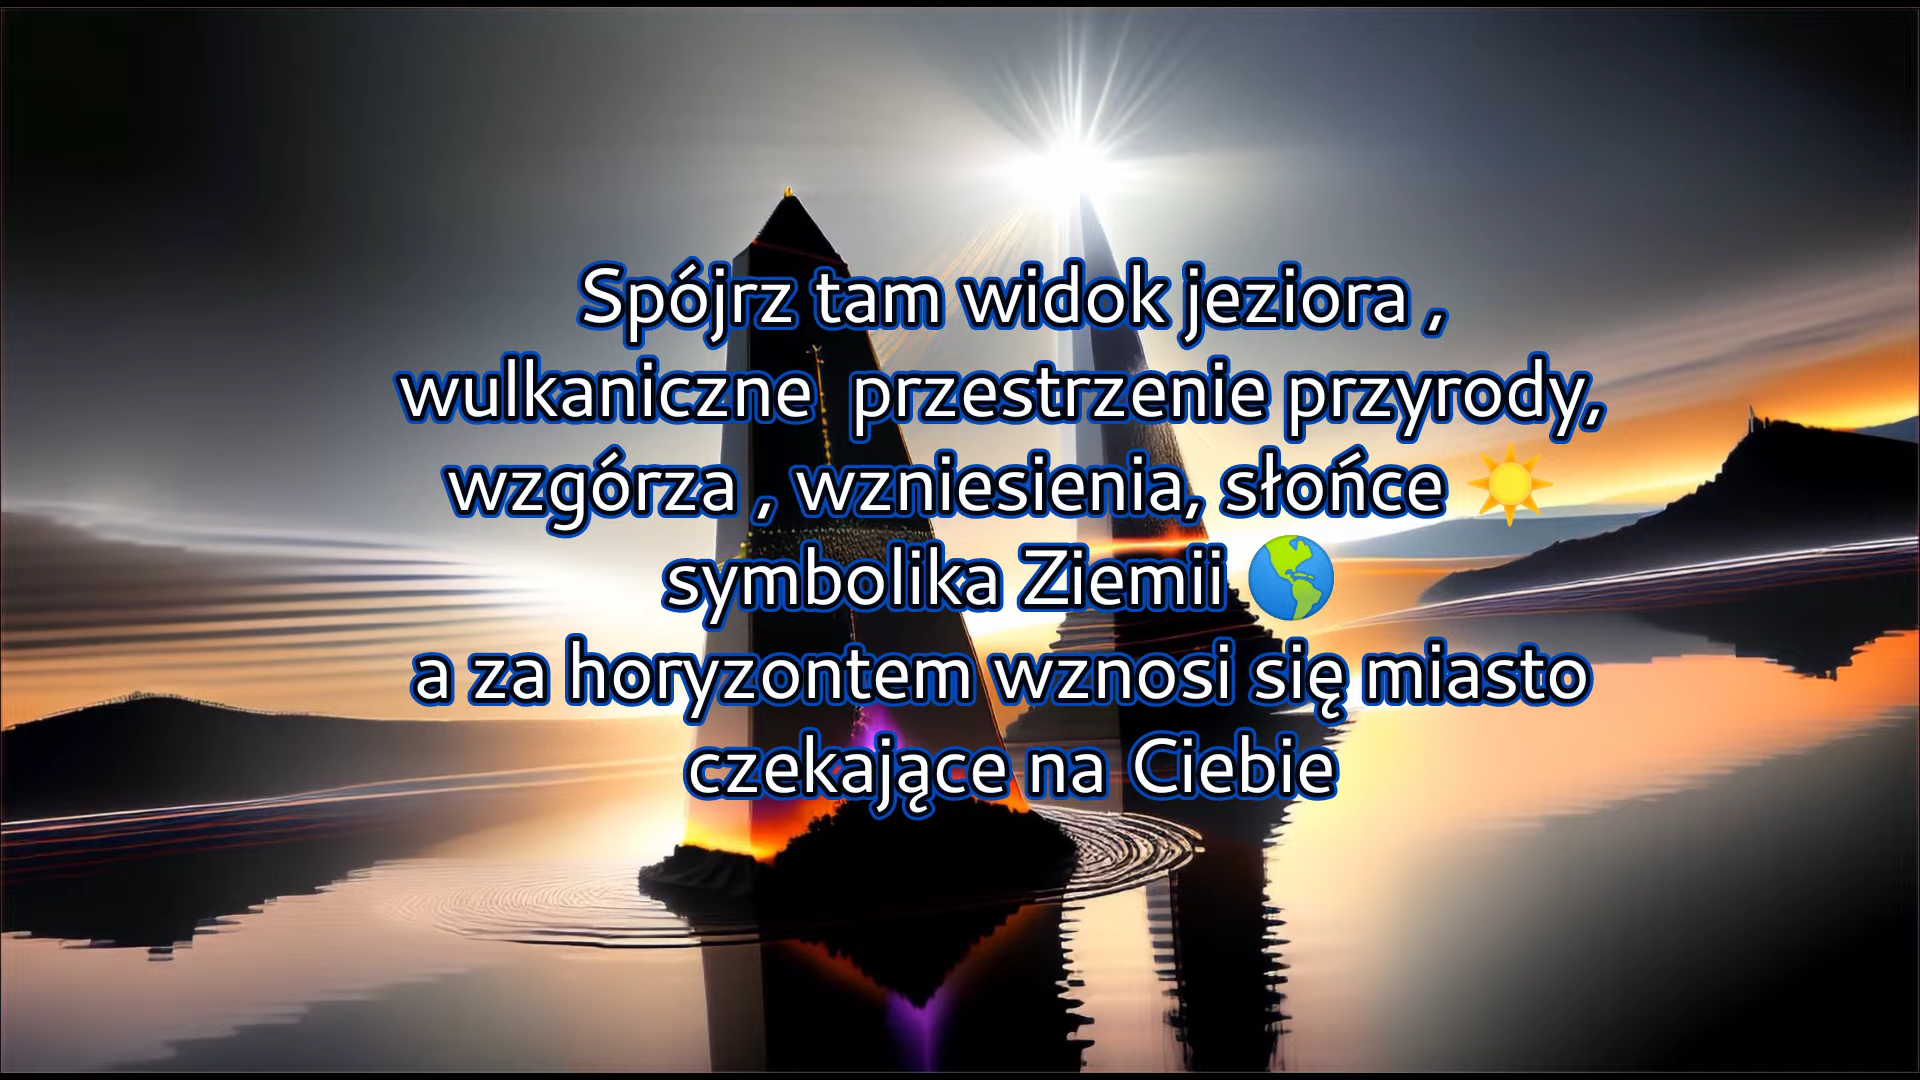 Spójrz tam widok jeziora ,
wulkaniczne  przestrzenie przyrody,
wzgórza , wzniesienia, słońce ☀️
symbolika Ziemii 🌎
a za horyzontem wznosi się miasto
czekające na Ciebie